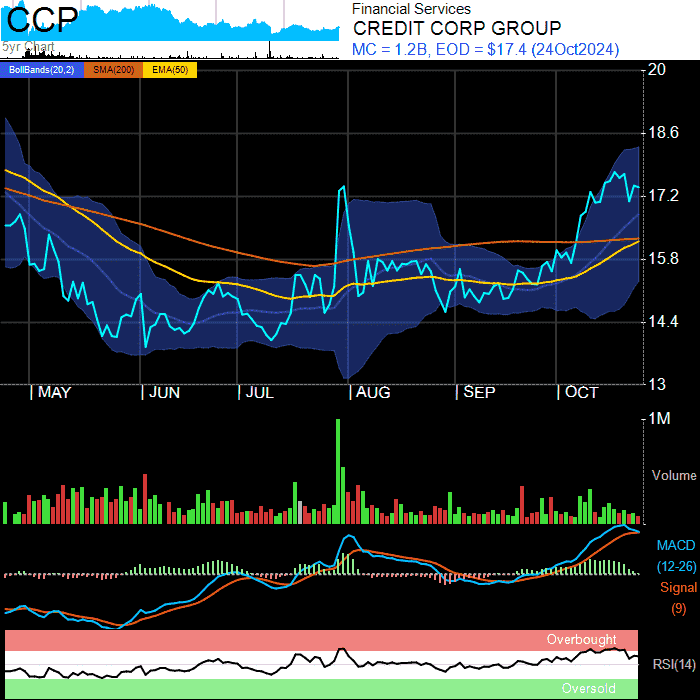 CCP
5yr Chart
Financial Services
CREDIT CORP GROUP
MC = 1.2B, EOD = $17.4 (24Oct2024)
BollBands(20,2) SMA(200) EMA(50)
20
18.6
17.2
15.8
14.4
13
MAY JUN JUL AUG SEP OCT
1M
Volume
MACD
(12-26)
Signal
(9)
Overbought
RSI(14)
Oversold